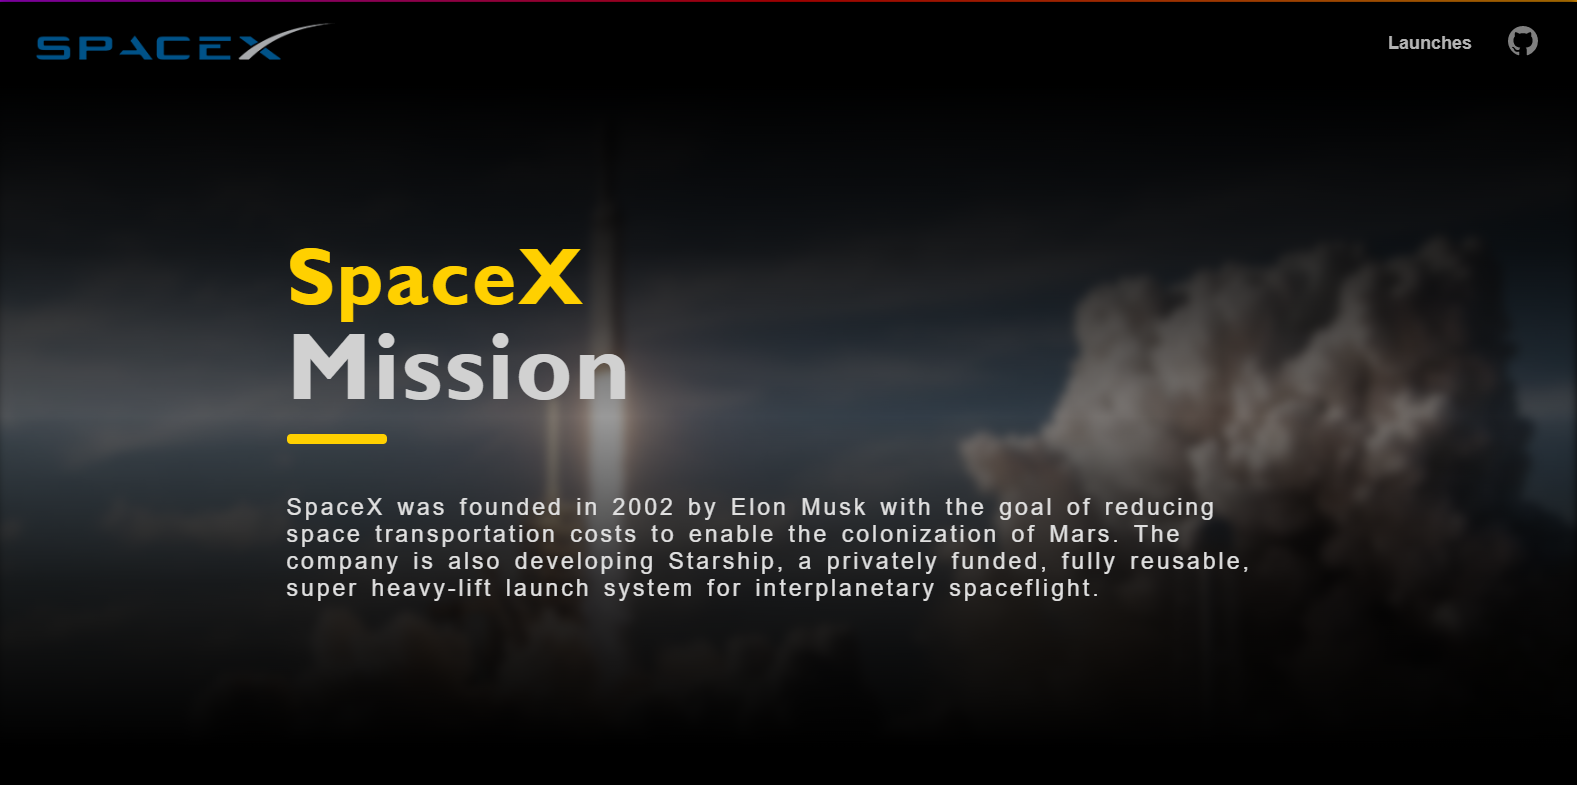 SPACEX
Launches
SpaceX
Mission
SpaceX was founded in 2002 by Elon Musk with the goal of reducing
space transportation costs to enable the colonization of Mars. The
company is also developing Starship, a privately funded, fully reusable,
super heavy-lift launch system for interplanetary spaceflight.